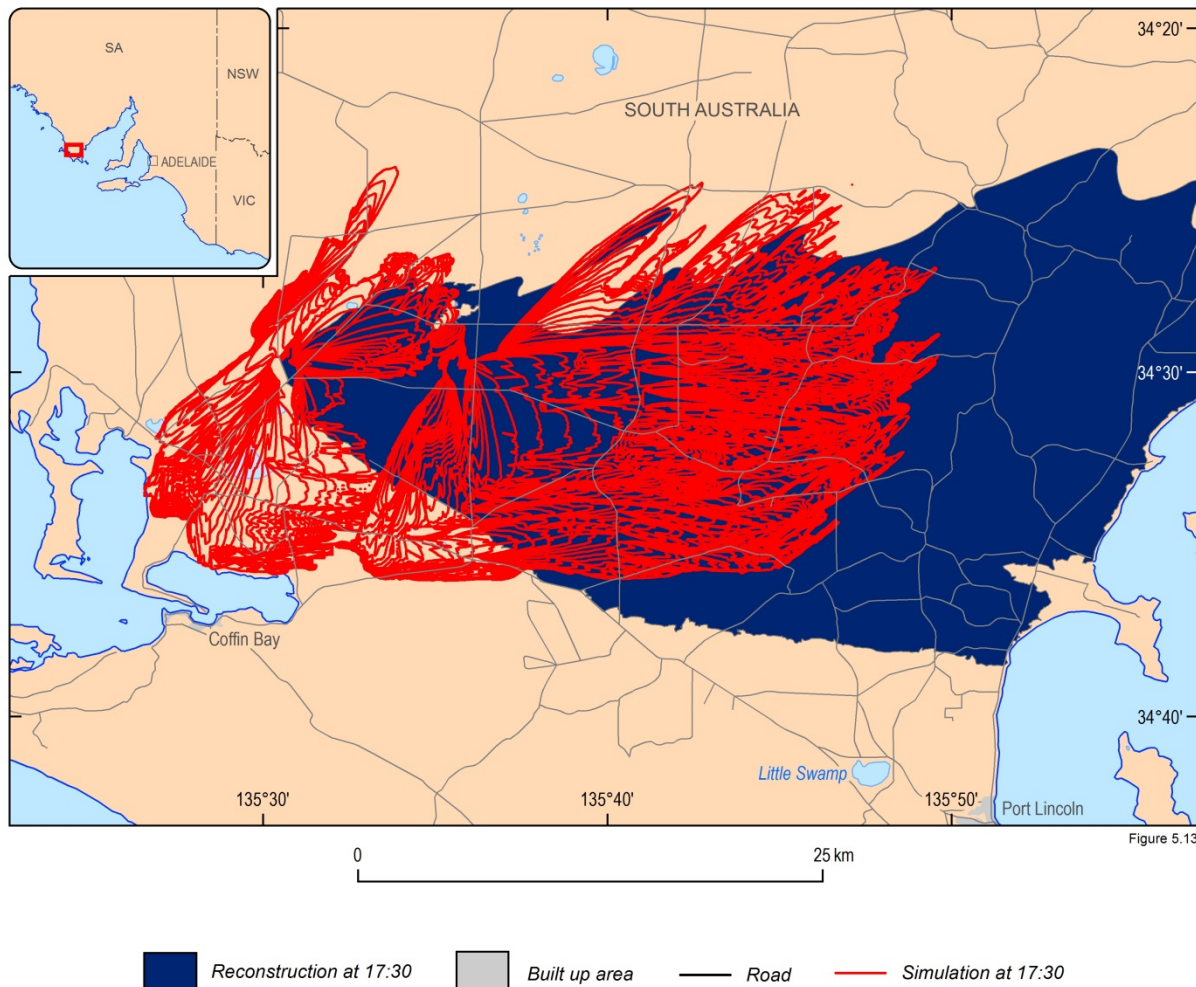 SA
NSW
ADELAIDE
VIC
SOUTH AUSTRALIA
34°20'
34°30'
34°40'
Coffin Bay
Little Swamp
135°30'
135°40'
135°50'
Port Lincoln
Figure 5.13
0
25 km
Reconstruction at 17:30
Built up area
Road
Simulation at 17:30